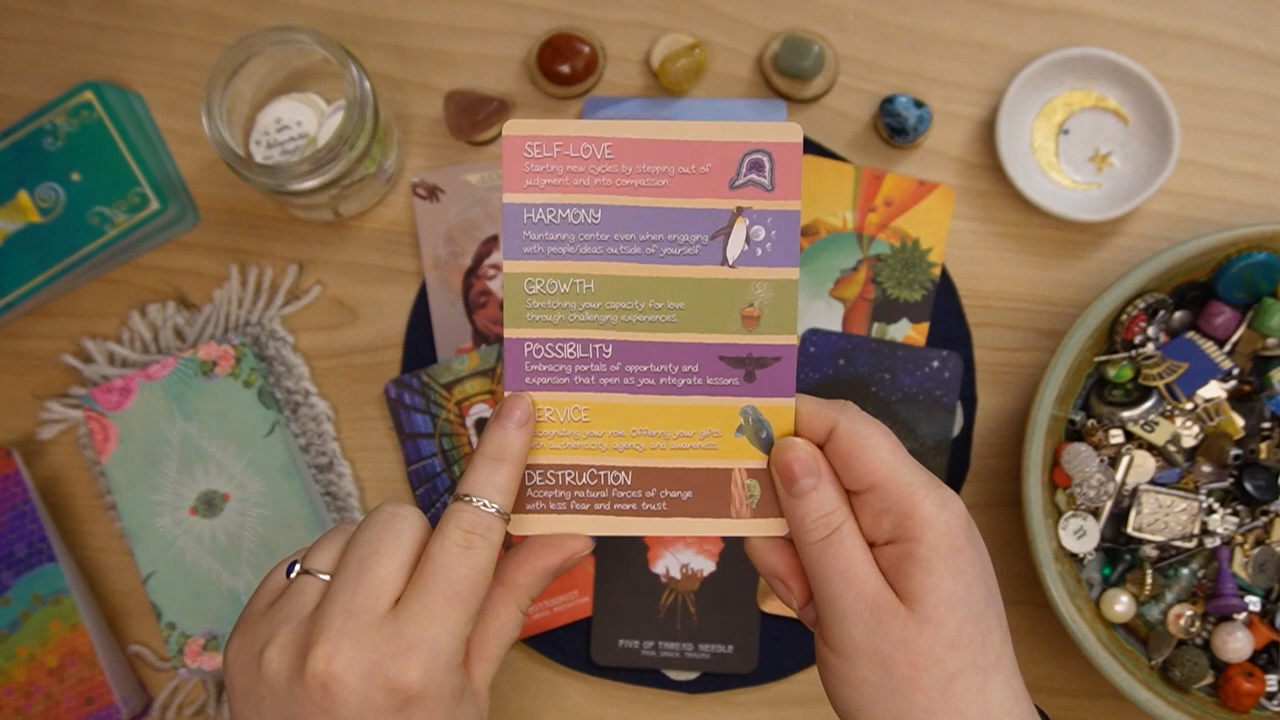 SELF-LOVE
Starting new cycles by stepping out of
judgment and into compassion.
HARMONY
Maintaining center even when engaging
with people/ideas outside of yourself.
GROWTH
Stretching your capacity for love
through challenging experiences.
POSSIBILITY
Embracing portals of opportunity and
expansion that open as you integrate lessons.
ERVICE
your role. Offering your gifts
authenticity, agency, and awareness.
DESTRUCTION
Accepting natural forces of change
with less fear and more trust.
FIVE OF THREAD NEEDLE
TRAUMA